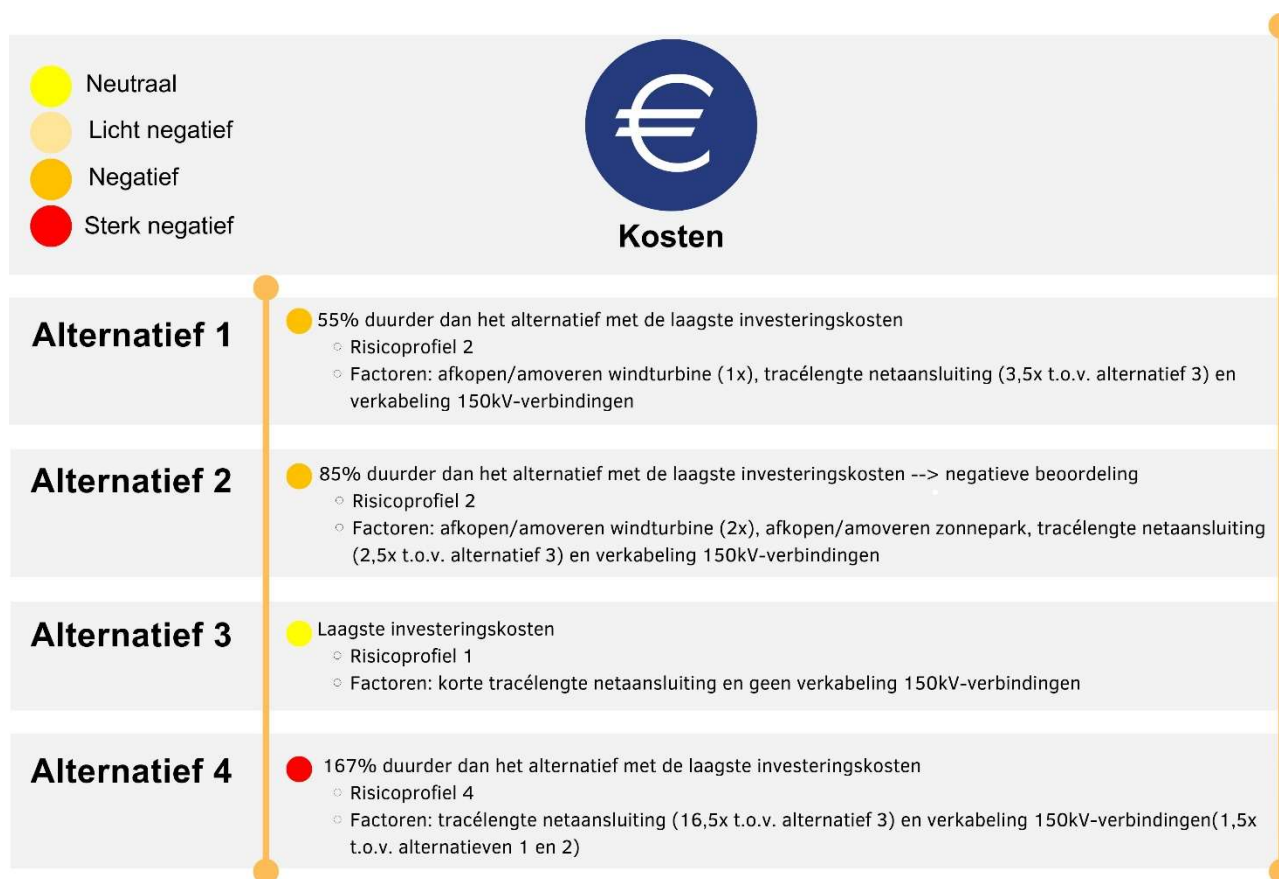 Neutraal
Licht negatief
Negatief
Sterk negatief
€
Kosten
Alternatief 1
55% duurder dan het alternatief met de laagste investeringskosten
Risicoprofiel 2
Factoren: afkopen/amoveren windturbine (1x), tracélengte netaansluiting (3,5x t.o.v. alternatief 3) en
verkabeling 150kV-verbindingen
Alternatief 2
85% duurder dan het alternatief met de laagste investeringskosten --> negatieve beoordeling
Risicoprofiel 2
Factoren: afkopen/amoveren windturbine (2x), afkopen/amoveren zonnepark, tracélengte netaansluiting
(2,5x t.o.v. alternatief 3) en verkabeling 150kV-verbindingen
Alternatief 3
Laagste investeringskosten
Risicoprofiel 1
Factoren: korte tracélengte netaansluiting en geen verkabeling 150kV-verbindingen
Alternatief 4
167% duurder dan het alternatief met de laagste investeringskosten
Risicoprofiel 4
Factoren: tracélengte netaansluiting (16,5x t.o.v. alternatief 3) en verkabeling 150kV-verbindingen(1,5x
t.o.v. alternatieven 1 en 2)